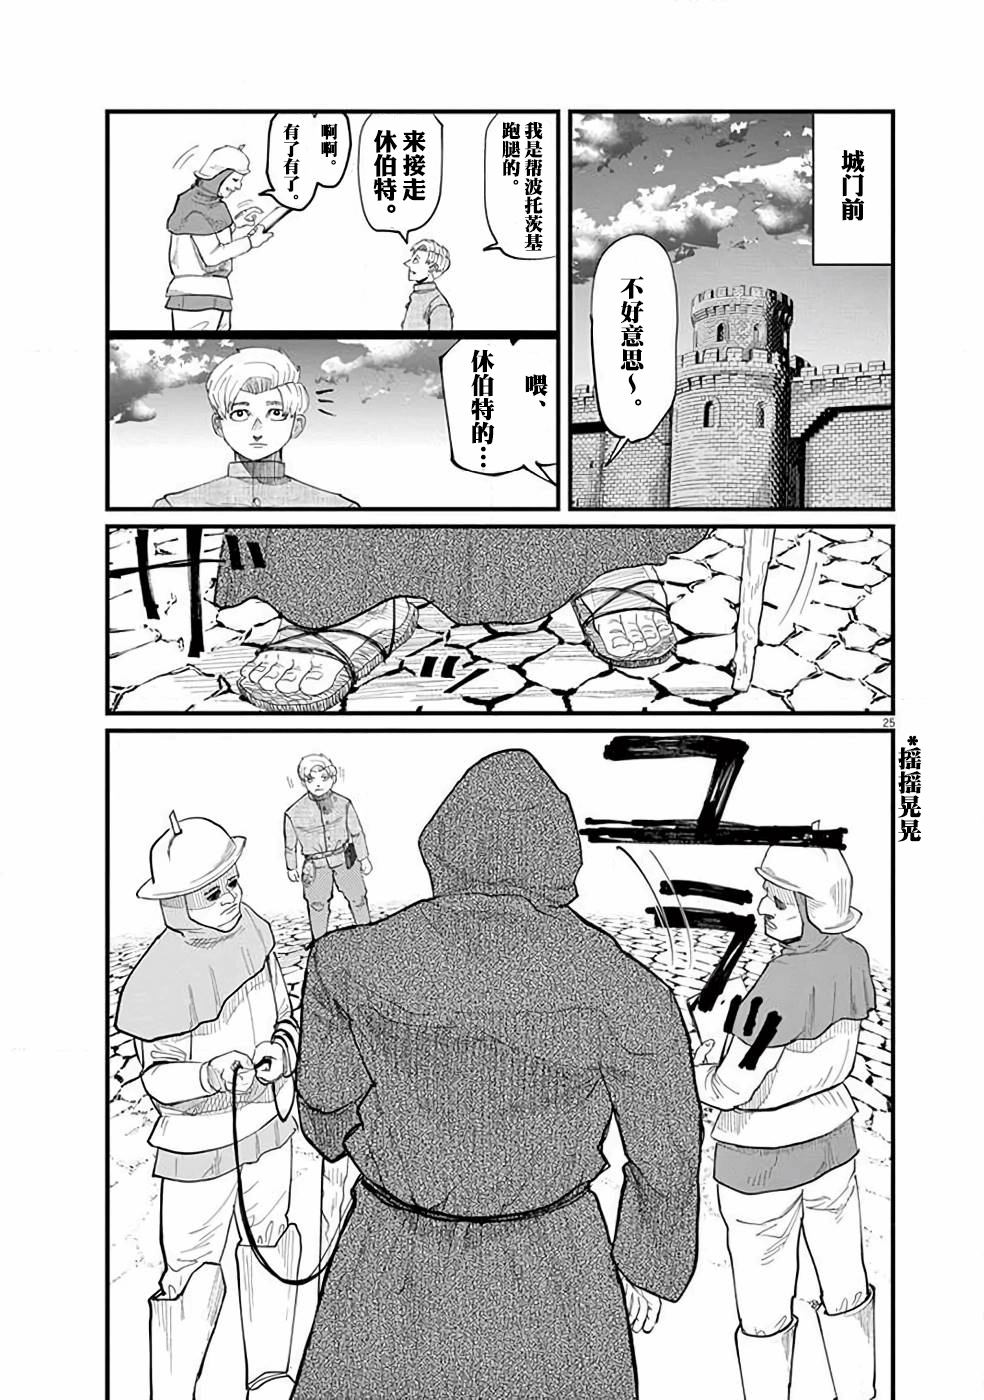 城门前
不好意思～。
我是帮波托茨基
跑腿的。
来接走
休伯特。
啊啊。
有了有了。
喂、
休伯特的…
25
*摇摇晃晃
フラ